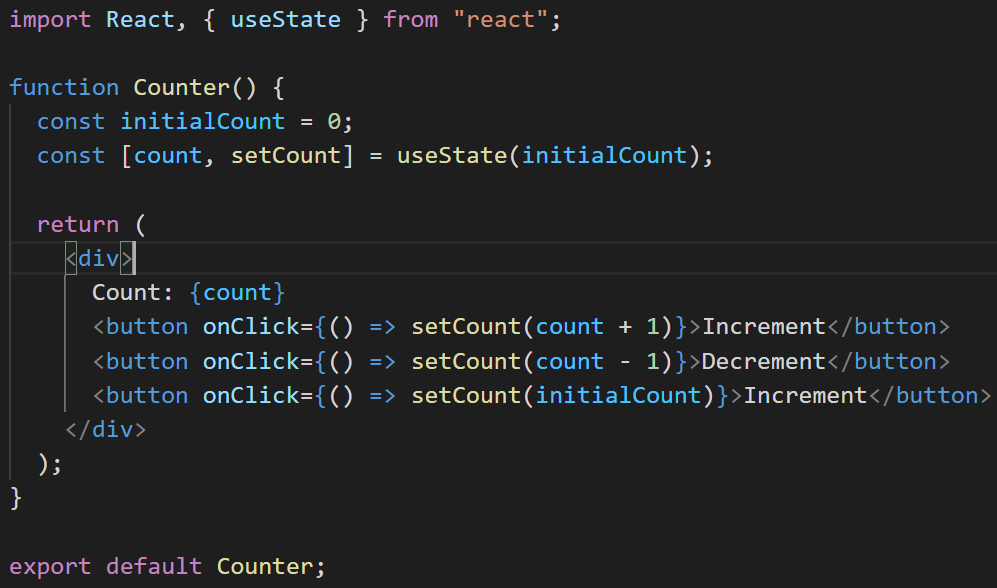 import React, { useState } from "react";
function Counter() {
  const initialCount = 0;
  const [count, setCount] = useState(initialCount);
  return (
    <div>
      Count: {count}
      <button onClick={() => setCount(count + 1)}>Increment</button>
      <button onClick={() => setCount(count - 1)}>Decrement</button>
      <button onClick={() => setCount(initialCount)}>Increment</button>
    </div>
  );
}
export default Counter;